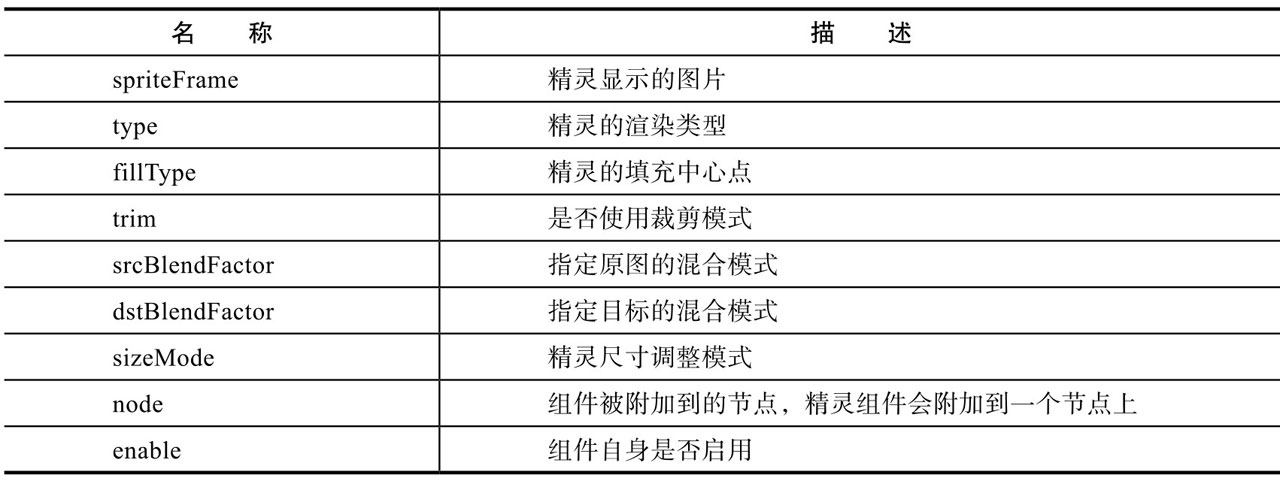 名 称 描 述
spriteFrame 精灵显示的图片
type 精灵的渲染类型
fillType 精灵的填充中心点
trim 是否使用裁剪模式
srcBlendFactor 指定原图的混合模式
dstBlendFactor 指定目标的混合模式
sizeMode 精灵尺寸调整模式
node 组件被附加到的节点，精灵组件会附加到一个节点上
enable 组件自身是否启用